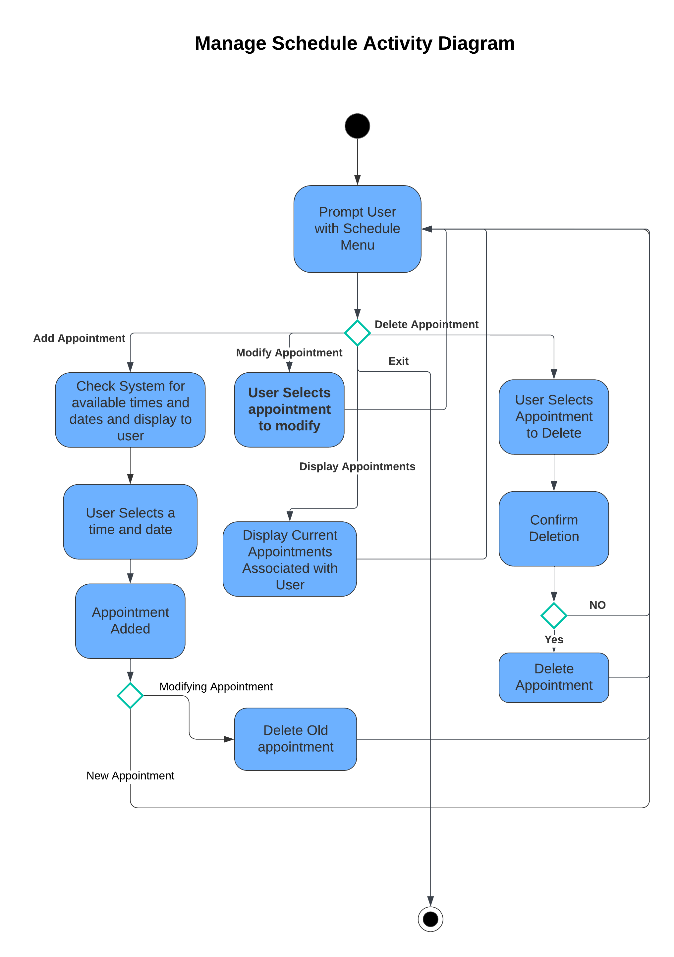 Manage Schedule Activity Diagram
Prompt User
with Schedule
Menu
Delete Appointment
Add Appointment
Modify Appointment
Exit
Check System for
available times and
dates and display to
user
User Selects
appointment
to modify
User Selects
Appointment
to Delete
Display Appointments
User Selects a
time and date
Display Current
Appointments
Associated with
User
Confirm
Deletion
Appointment
Added
NO
Yes
Delete
Appointment
Modifying Appointment
Delete Old
appointment
New Appointment